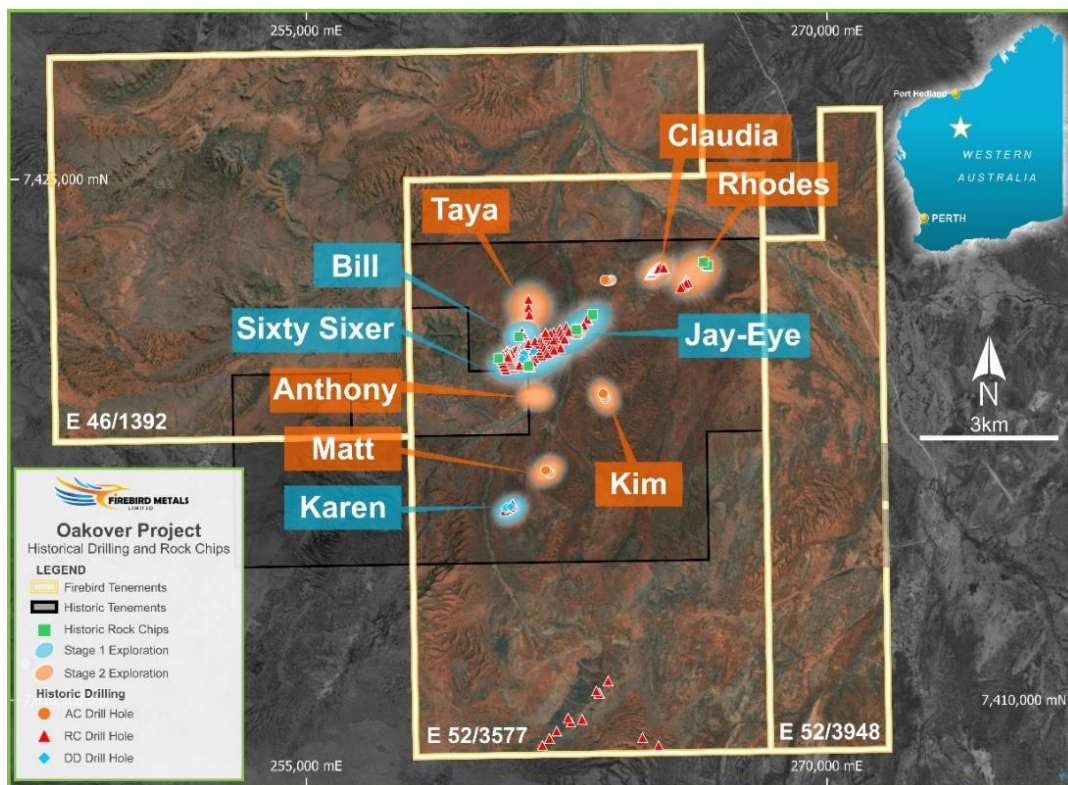 255,000 mE
270,000 mE
Port Hedland
WESTERN
AUSTRALIA
PERTH
7,425,000 mN
Claudia
Rhodes
Taya
Bill
Sixty Sixer
Jay-Eye
Anthony
N
3km
E 46/1392
Matt
Kim
Karen
FIREBIRD METALS
LIMITED
Oakover Project
Historical Drilling and Rock Chips
LEGEND
Firebird Tenements
Historic Tenements
Historic Rock Chips
Stage 1 Exploration
Stage 2 Exploration
Historic Drilling
AC Drill Hole
RC Drill Hole
DD Drill Hole
7,410,000 mN
E 52/3577
E 52/3948
255,000 mE
270,000 mE